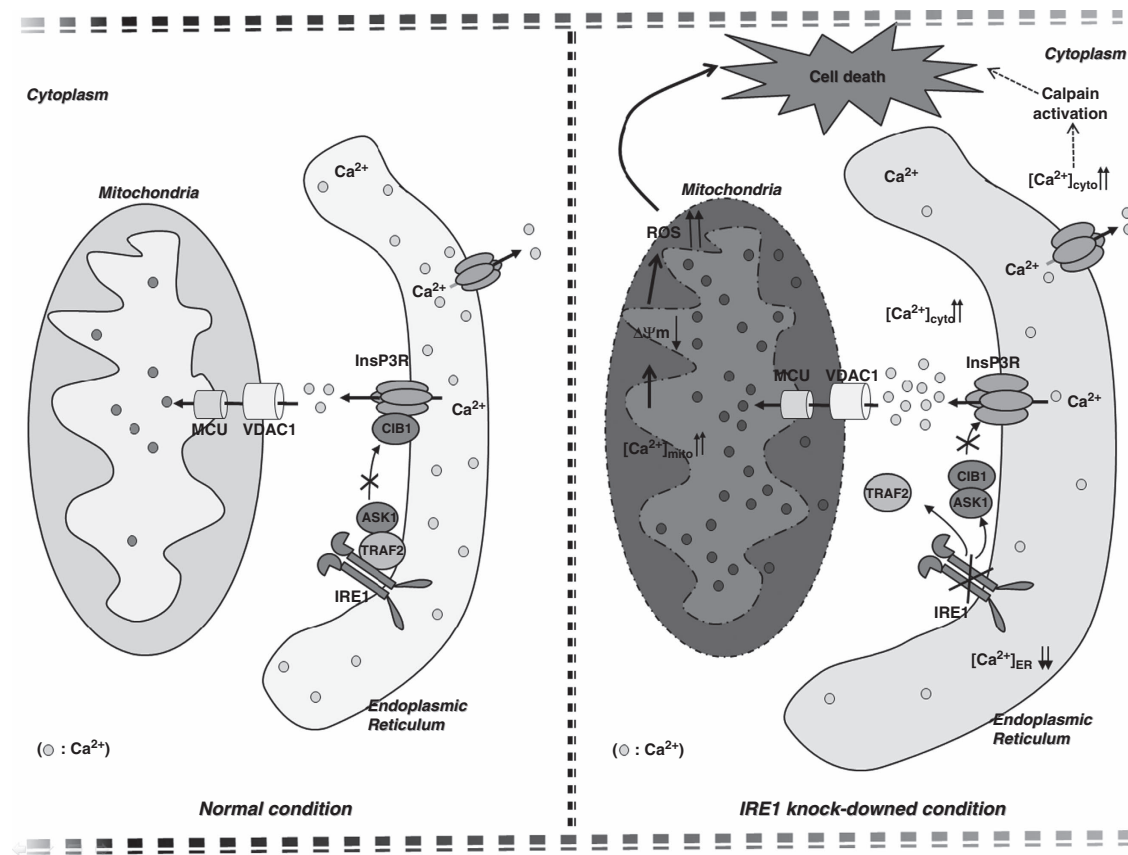 Cytoplasm
Mitochondria
Ca2+
Ca2+
InsP3R
Ca2+
MCU
VDAC1
CIB1
ASK1
TRAF2
IRE1
Endoplasmic
Reticulum
( : Ca2+)
Normal condition
Cell death
Cytoplasm
Calpain
activation
[Ca2+]cyto
Ca2+
Mitochondria
ROS
Ca2+
[Ca2+]cyto
ΔΨm
InsP3R
MCU
VDAC1
Ca2+
[Ca2+]mito
CIB1
TRAF2
ASK1
IRE1
[Ca2+]ER
Endoplasmic
Reticulum
( : Ca2+)
IRE1 knock-downed condition